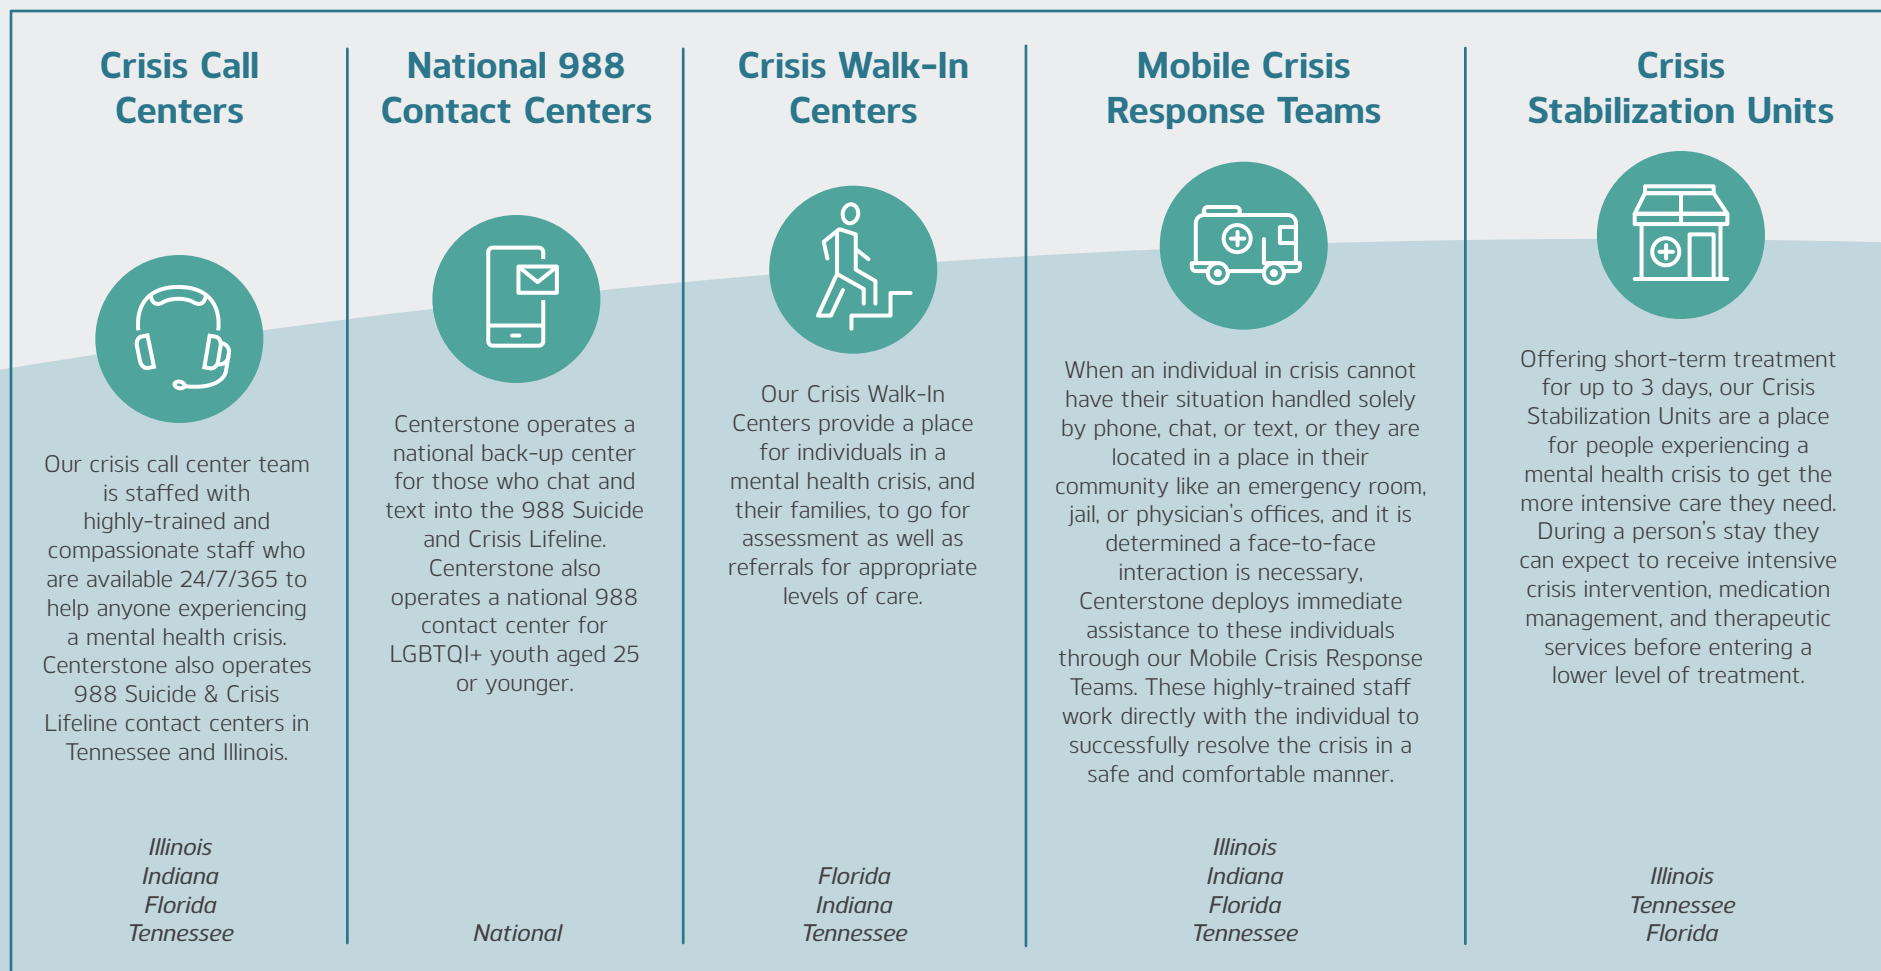 Crisis Call
Centers
Our crisis call center team
is staffed with
highly-trained and
compassionate staff who
are available 24/7/365 to
help anyone experiencing
a mental health crisis.
Centerstone also operates
988 Suicide & Crisis
Lifeline contact centers in
Tennessee and Illinois.
Illinois
Indiana
Florida
Tennessee
National 988
Contact Centers
Centerstone operates a
national back-up center
for those who chat and
text into the 988 Suicide
and Crisis Lifeline.
Centerstone also
operates a national 988
contact center for
LGBTQI+ youth aged 25
or younger.
National
Crisis Walk-In
Centers
Our Crisis Walk-In
Centers provide a place
for individuals in a
mental health crisis, and
their families, to go for
assessment as well as
referrals for appropriate
levels of care.
Florida
Indiana
Tennessee
Mobile Crisis
Response Teams
When an individual in crisis cannot
have their situation handled solely
by phone, chat, or text, or they are
located in a place in their
community like an emergency room,
jail, or physician's offices, and it is
determined a face-to-face
interaction is necessary,
Centerstone deploys immediate
assistance to these individuals
through our Mobile Crisis Response
Teams. These highly-trained staff
work directly with the individual to
successfully resolve the crisis in a
safe and comfortable manner.
Illinois
Indiana
Florida
Tennessee
Crisis
Stabilization Units
Offering short-term treatment
for up to 3 days, our Crisis
Stabilization Units are a place
for people experiencing a
mental health crisis to get the
more intensive care they need.
During a person's stay they
can expect to receive intensive
crisis intervention, medication
management, and therapeutic
services before entering a
lower level of treatment.
Illinois
Tennessee
Florida